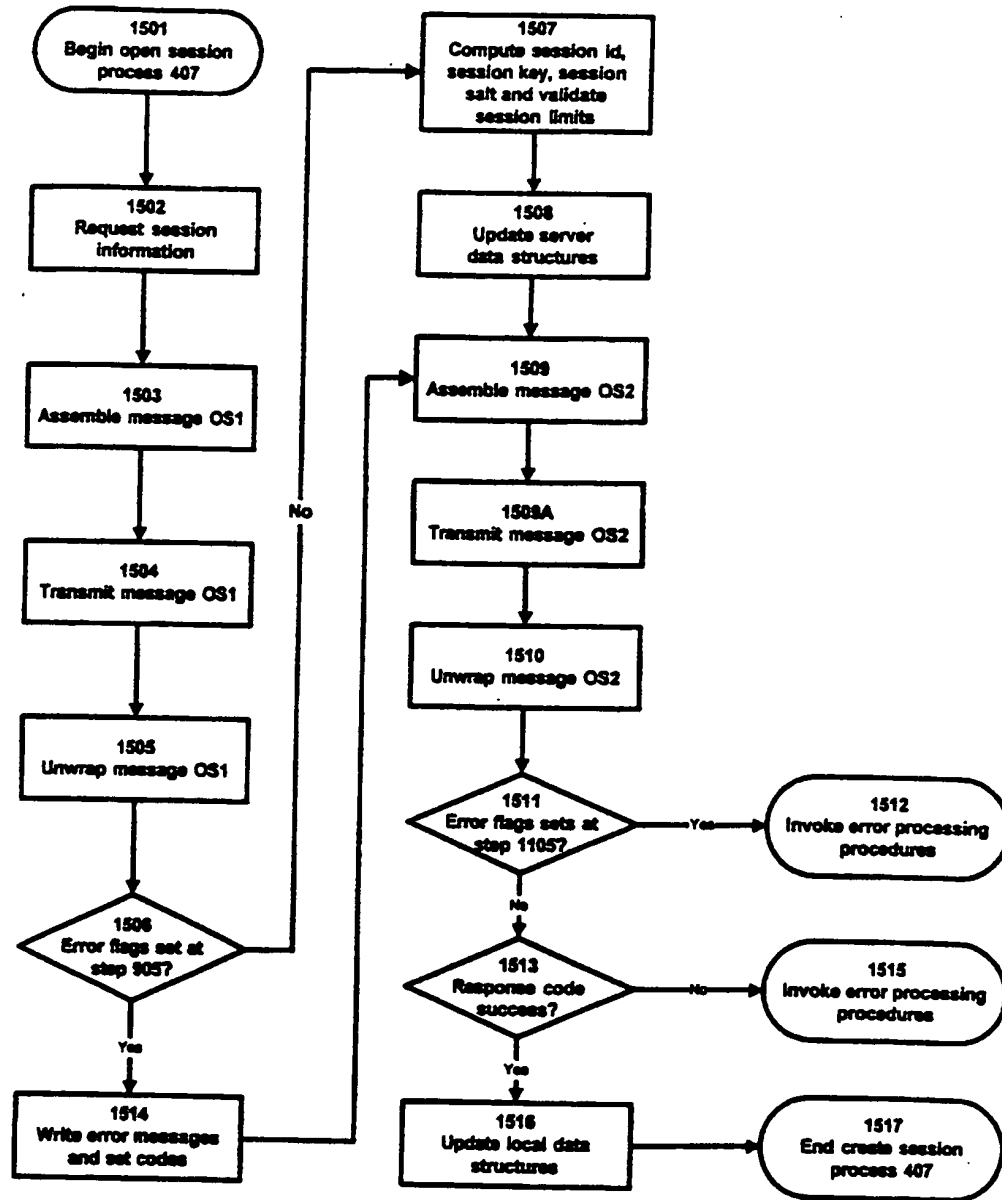 1501
Begin open session
process 407
1502
Request session
information
1503
Assemble message OS1
1504
Transmit message OS1
1505
Unwrap message OS1
1506
Error flags set at
step 905?
No
Yes
1514
Write error messages
and set codes
1507
Compute session id,
session key, session
salt and validate
session limits
1508
Update server
data structures
1509
Assemble message OS2
1509A
Transmit message OS2
1510
Unwrap message OS2
1511
Error flags sets at
step 1105?
Yes
1512
Invoke error processing
procedures
No
1513
Response code
success?
No
1515
Invoke error processing
procedures
Yes
1516
Update local data
structures
1517
End create session
process 407